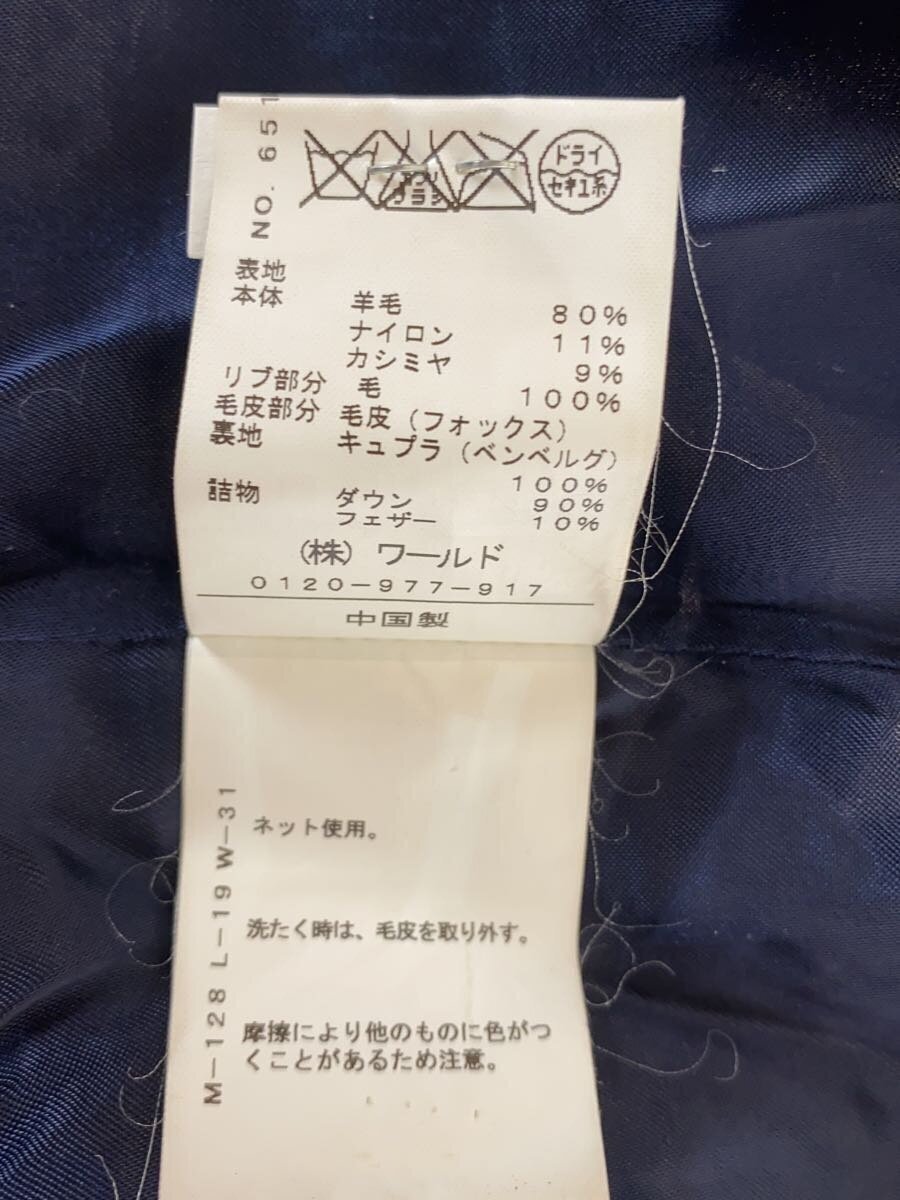 NO. 651
ドライ
セキユ系
表地
本体 羊毛 80%
ナイロン 11%
カシミヤ 9%
リブ部分 毛 100%
毛皮部分 毛皮(フォックス)
裏地 キュプラ(ベンベルグ)
100%
詰物 ダウン 90%
フェザー 10%
(株)ワールド
0120-977-917
中国製
M-128 L-19 W-31
ネット使用。
洗たく時は、毛皮を取り外す。
摩擦により他のものに色がつ
くことがあるため注意。